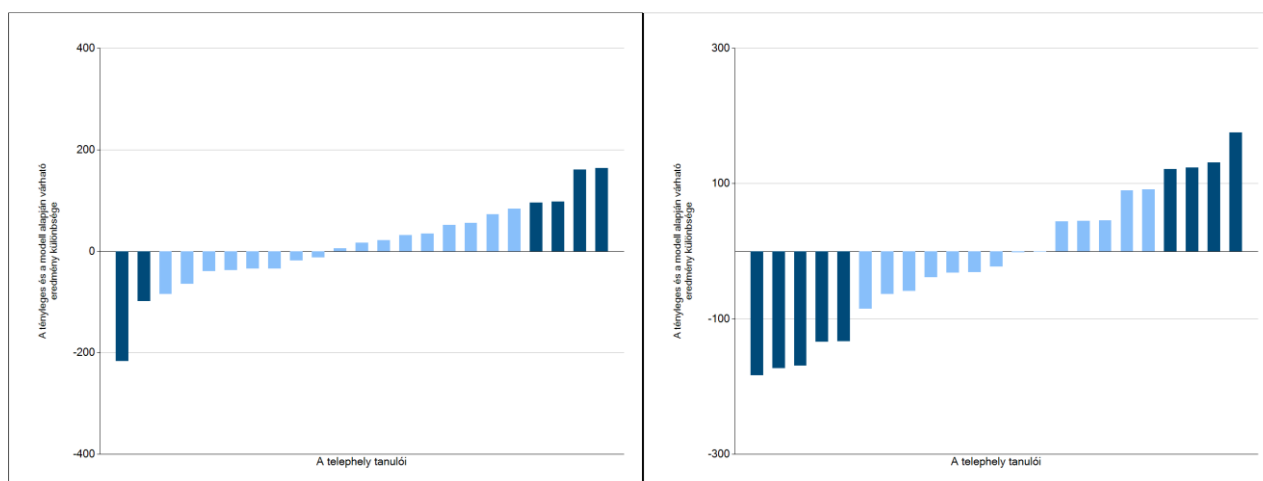 400
200
0
-200
-400
A tényleges és a modell alapján várható
eredmény különbsége
A telephely tanulói
300
100
-100
-300
A tényleges és a modell alapján várható
eredmény különbsége
A telephely tanulói